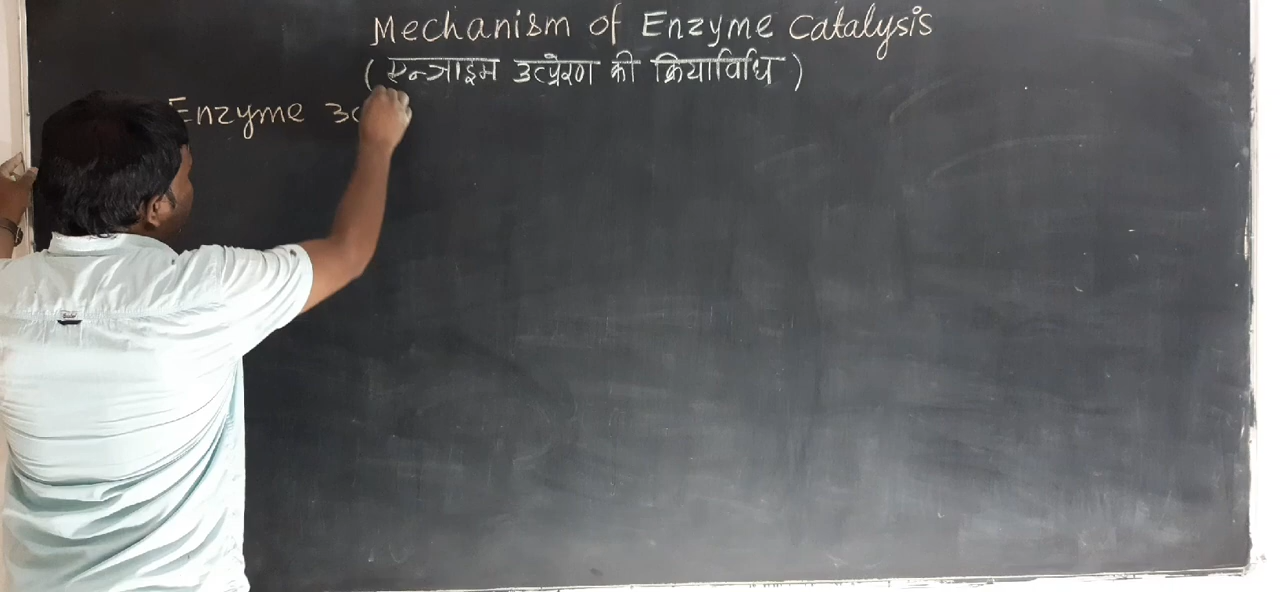 Mechanism of Enzyme Catalysis
(एन्जाइम उत्प्रेरण की क्रियाविधि)
Enzyme